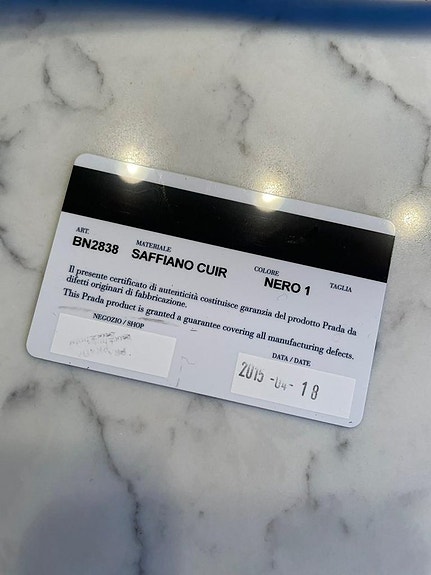 ART. MATERIALE COLORE TAGLIA
BN2838 SAFFIANO CUIR NERO 1
Il presente certificato di autenticità costituisce garanzia del prodotto Prada da
difetti originari di fabbricazione.
This Prada product is granted a guarantee covering all manufacturing defects.
NEGOZIO / SHOP DATA / DATE
2015-04-18